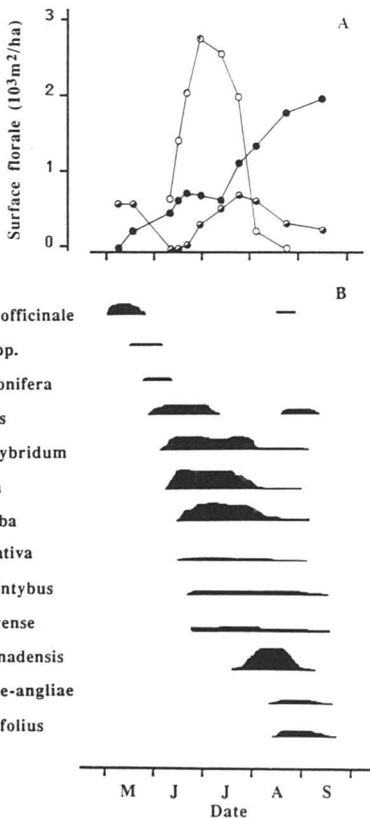 3
A
2
1
0
Surface florale (10³m²/ha)
B
officinale
pp.
onifera
s
ybridum
a
ba
ativa
ntybus
ense
nadensis
e-angliae
folius
M J J A S
Date